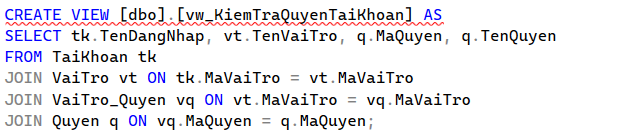 CREATE VIEW [dbo].[vw_KiemTraQuyenTaiKhoan] AS
SELECT tk.TenDangNhap, vt.TenVaiTro, q.MaQuyen, q.TenQuyen
FROM TaiKhoan tk
JOIN VaiTro vt ON tk.MaVaiTro = vt.MaVaiTro
JOIN VaiTro_Quyen vq ON vt.MaVaiTro = vq.MaVaiTro
JOIN Quyen q ON vq.MaQuyen = q.MaQuyen;